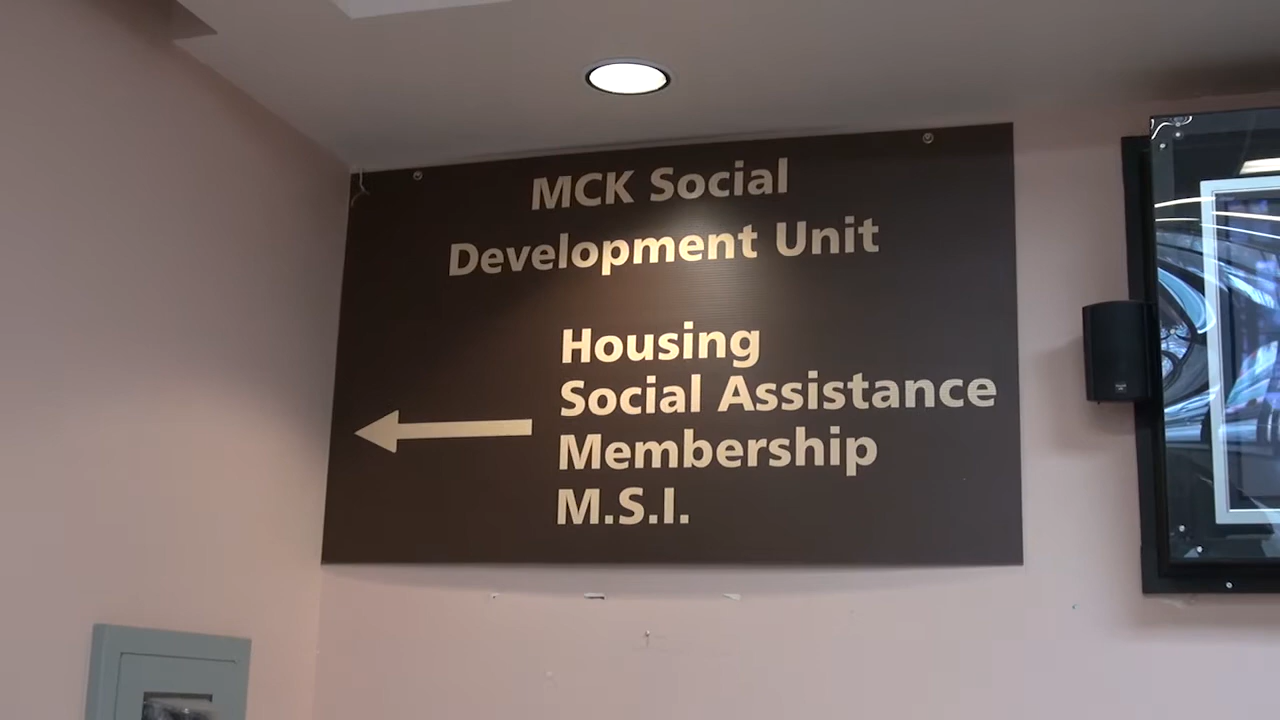 MCK Social
Development Unit
Housing
Social Assistance
Membership
M.S.I.